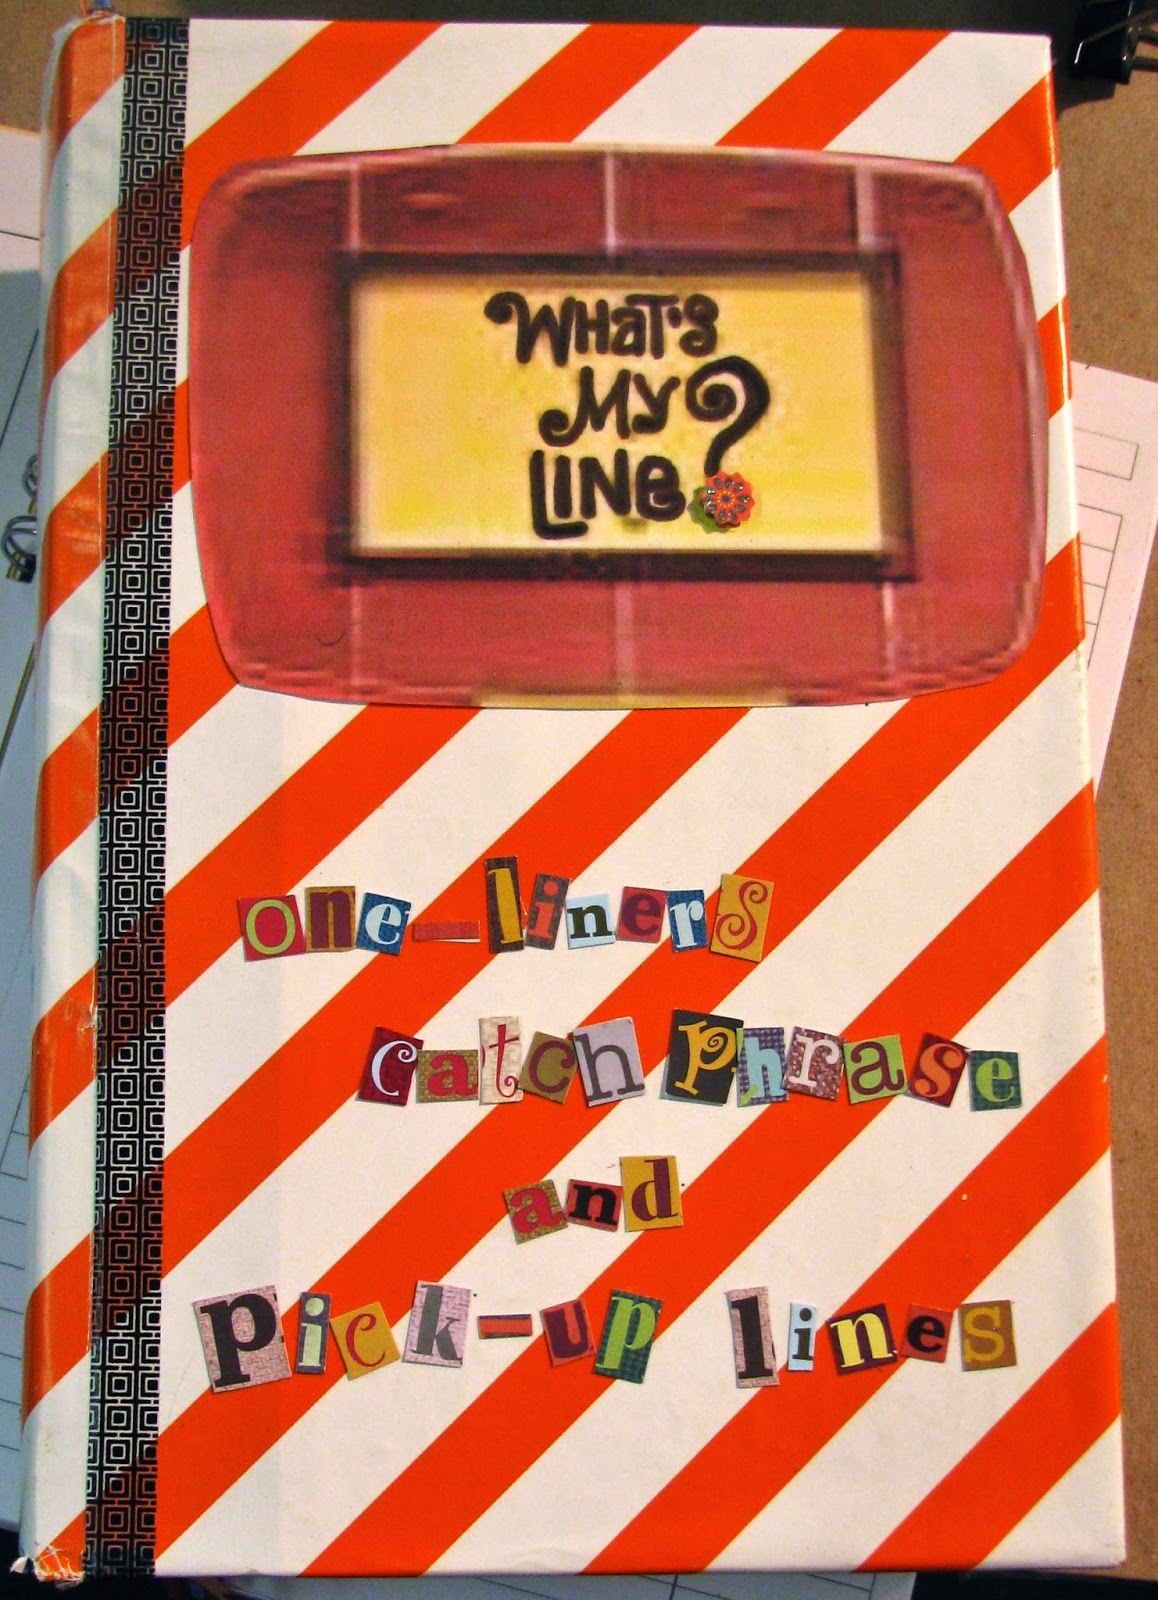 What's
My
Line?
one-liners
catch phrase
and
pick-up lines